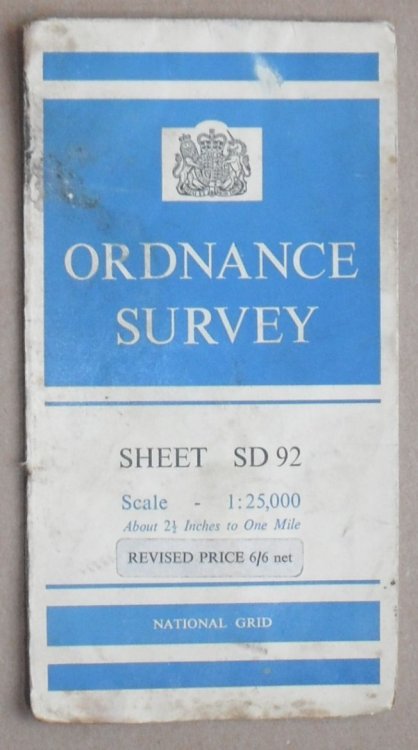 ORDNANCE
SURVEY
SHEET SD 92
Scale - 1:25,000
About 2½ Inches to One Mile
REVISED PRICE 6/6 net
NATIONAL GRID